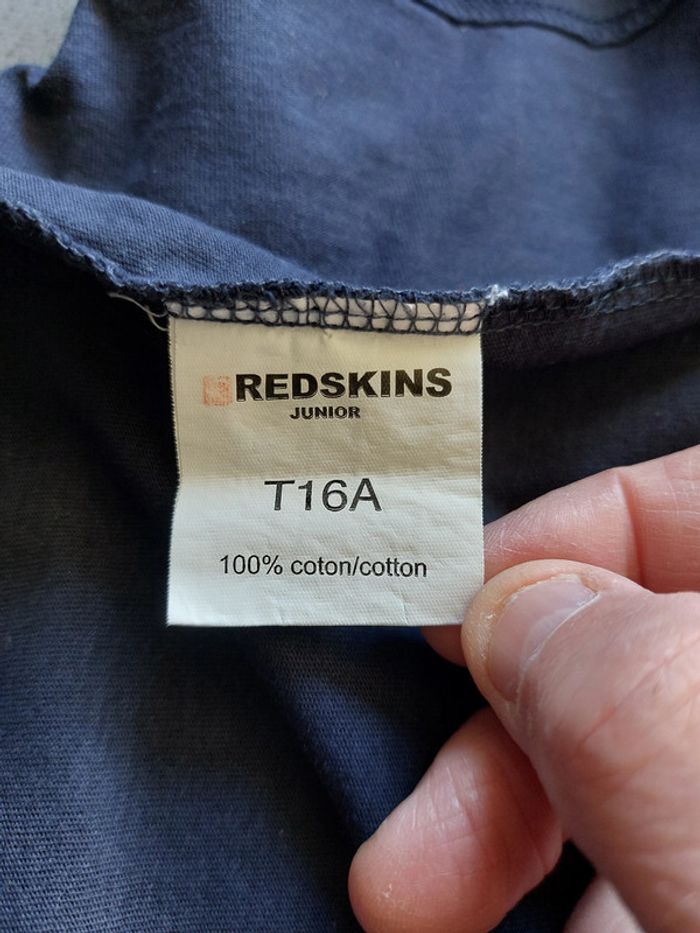 REDSKINS
JUNIOR
T16A
100% coton/cotton